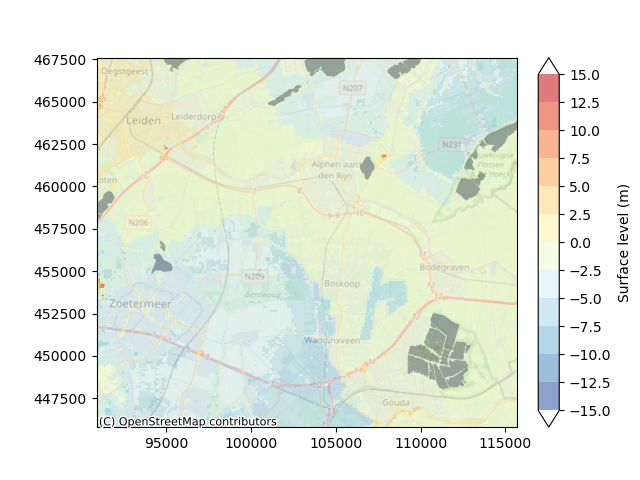 467500
465000
462500
460000
457500
455000
452500
450000
447500
Oegstgeest
N207
Leiden
Leiderdorp
N231
Alphen aan
den Rijn
oten
N206
N209
Bodegraven
Boskoop
Zoetermeer
Waddinxveen
Gouda
(C) OpenStreetMap contributors
95000
100000
105000
110000
115000
15.0
12.5
10.0
7.5
5.0
2.5
0.0
−2.5
−5.0
−7.5
−10.0
−12.5
−15.0
Surface level (m)